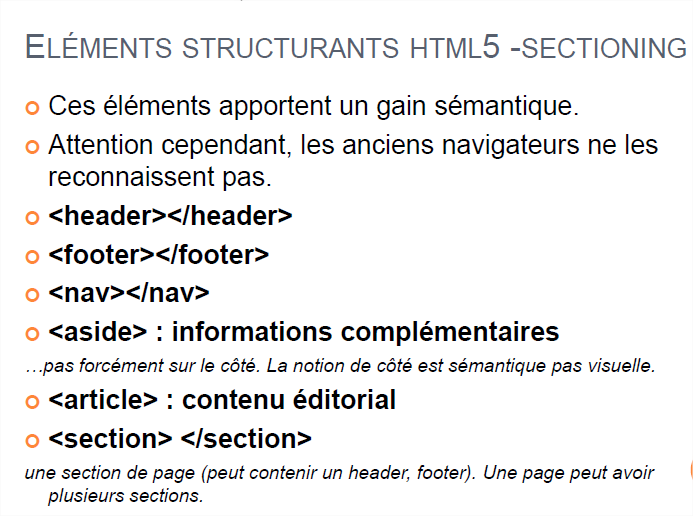 ELÉMENTS STRUCTURANTS HTML5 -SECTIONING
Ces éléments apportent un gain sémantique.
Attention cependant, les anciens navigateurs ne les
reconnaissent pas.
<header></header>
<footer></footer>
<nav></nav>
<aside> : informations complémentaires
…pas forcément sur le côté. La notion de côté est sémantique pas visuelle.
<article> : contenu éditorial
<section> </section>
une section de page (peut contenir un header, footer). Une page peut avoir
plusieurs sections.